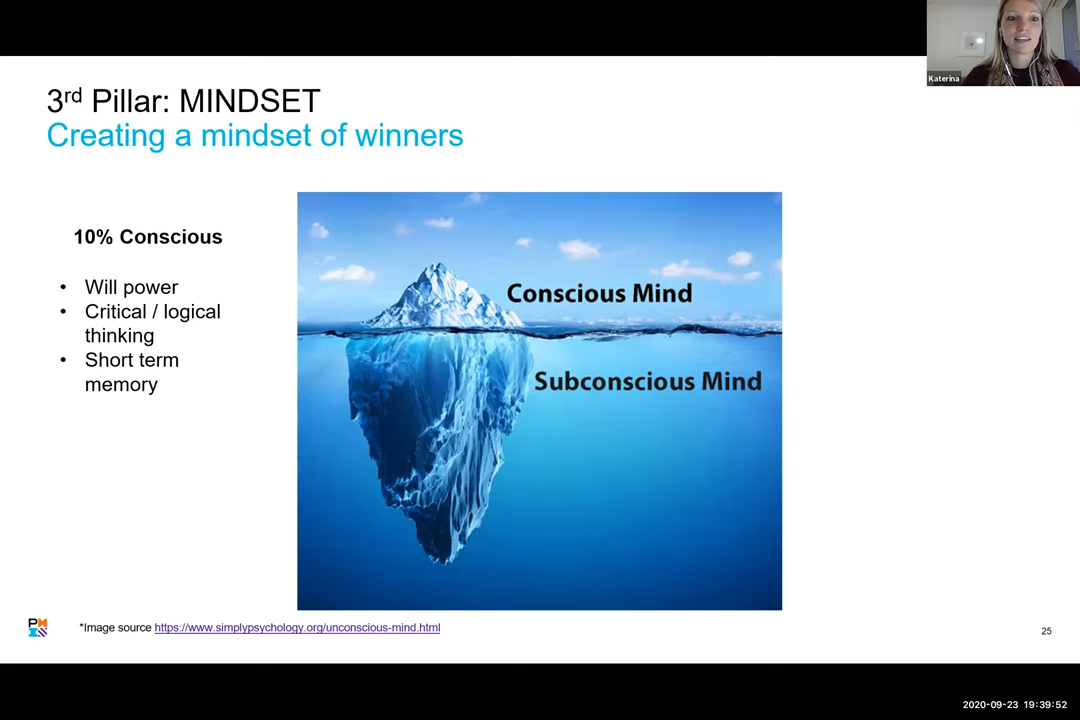 Katerina
3rd Pillar: MINDSET
Creating a mindset of winners
10% Conscious
• Will power
• Critical / logical
thinking
• Short term
memory
Conscious Mind
Subconscious Mind
*Image source https://www.simplypsychology.org/unconscious-mind.html
25
2020-09-23 19:39:52